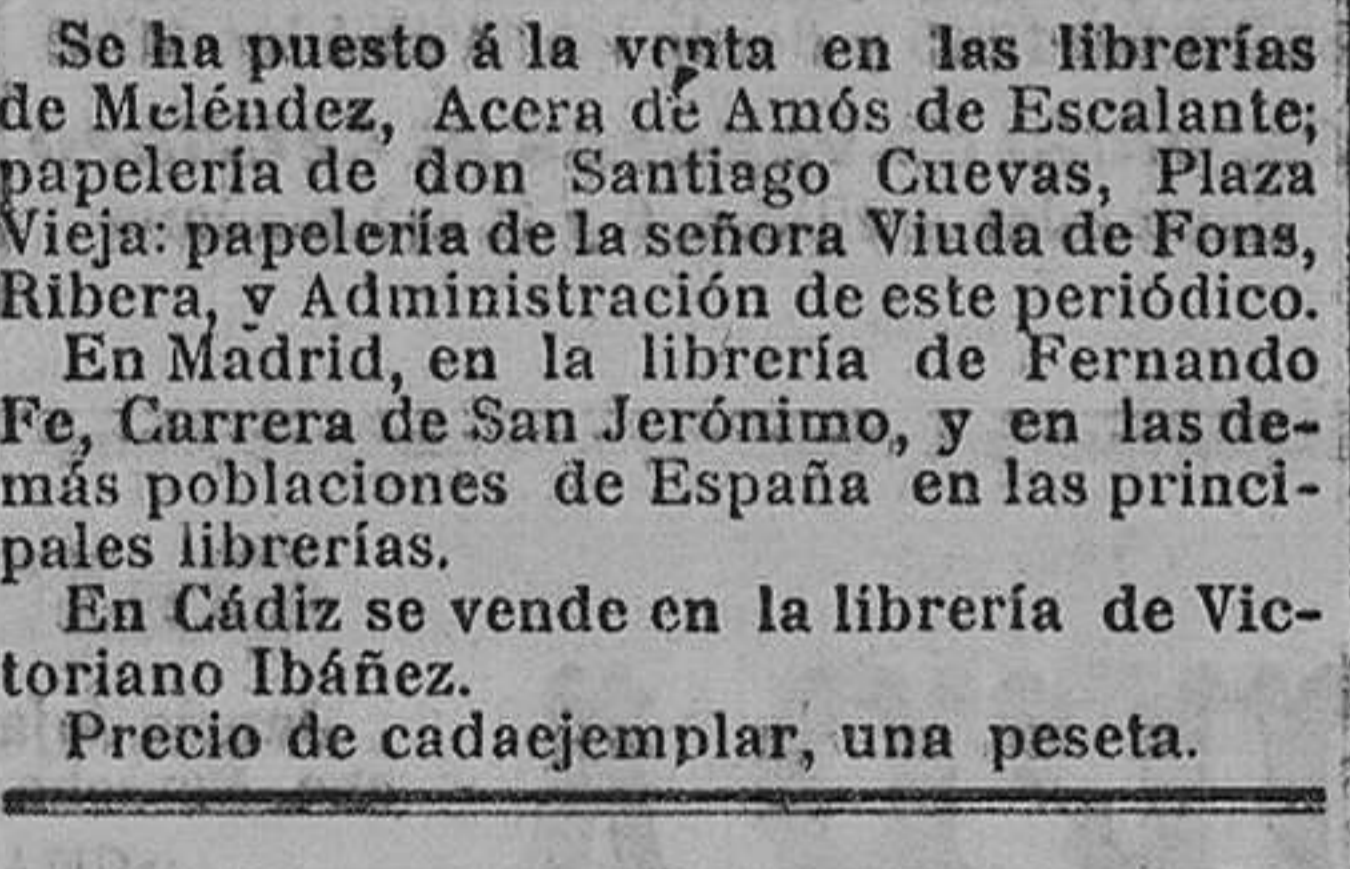 Se ha puesto á la venta en las librerías
de Meléndez, Acera de Amós de Escalante;
papelería de don Santiago Cuevas, Plaza
Vieja: papelería de la señora Viuda de Fons,
Ribera, y Administración de este periódico.
En Madrid, en la librería de Fernando
Fe, Carrera de San Jerónimo, y en las de-
más poblaciones de España en las princi-
pales librerías.
En Cádiz se vende en la librería de Vic-
toriano Ibáñez.
Precio de cadaejemplar, una peseta.